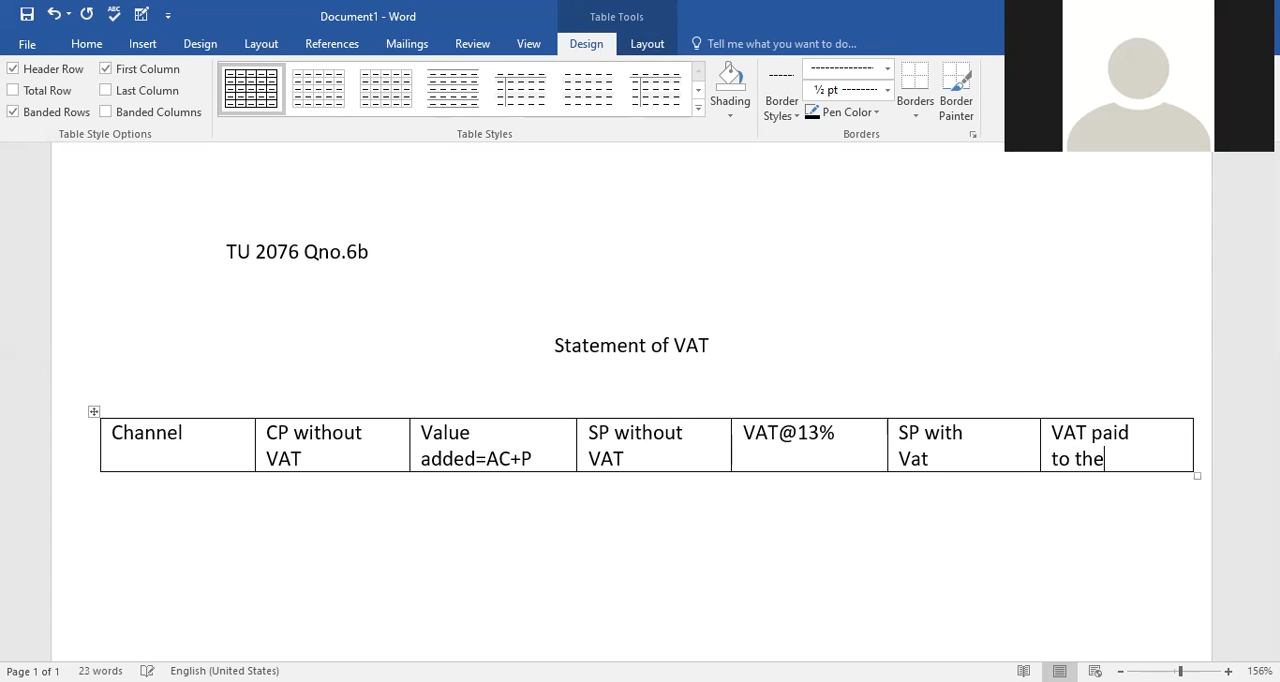 Document1 - Word
Table Tools
File Home Insert Design Layout References Mailings Review View Design Layout Tell me what you want to do...
Header Row First Column
Total Row Last Column
Banded Rows Banded Columns
Table Style Options
Table Styles
Shading
Border Styles
½ pt
Pen Color
Borders
Border Painter
Borders
TU 2076 Qno.6b
Statement of VAT
Channel
CP without
VAT
Value
added=AC+P
SP without
VAT
VAT@13%
SP with
Vat
VAT paid
to the
Page 1 of 1 23 words English (United States) 156%